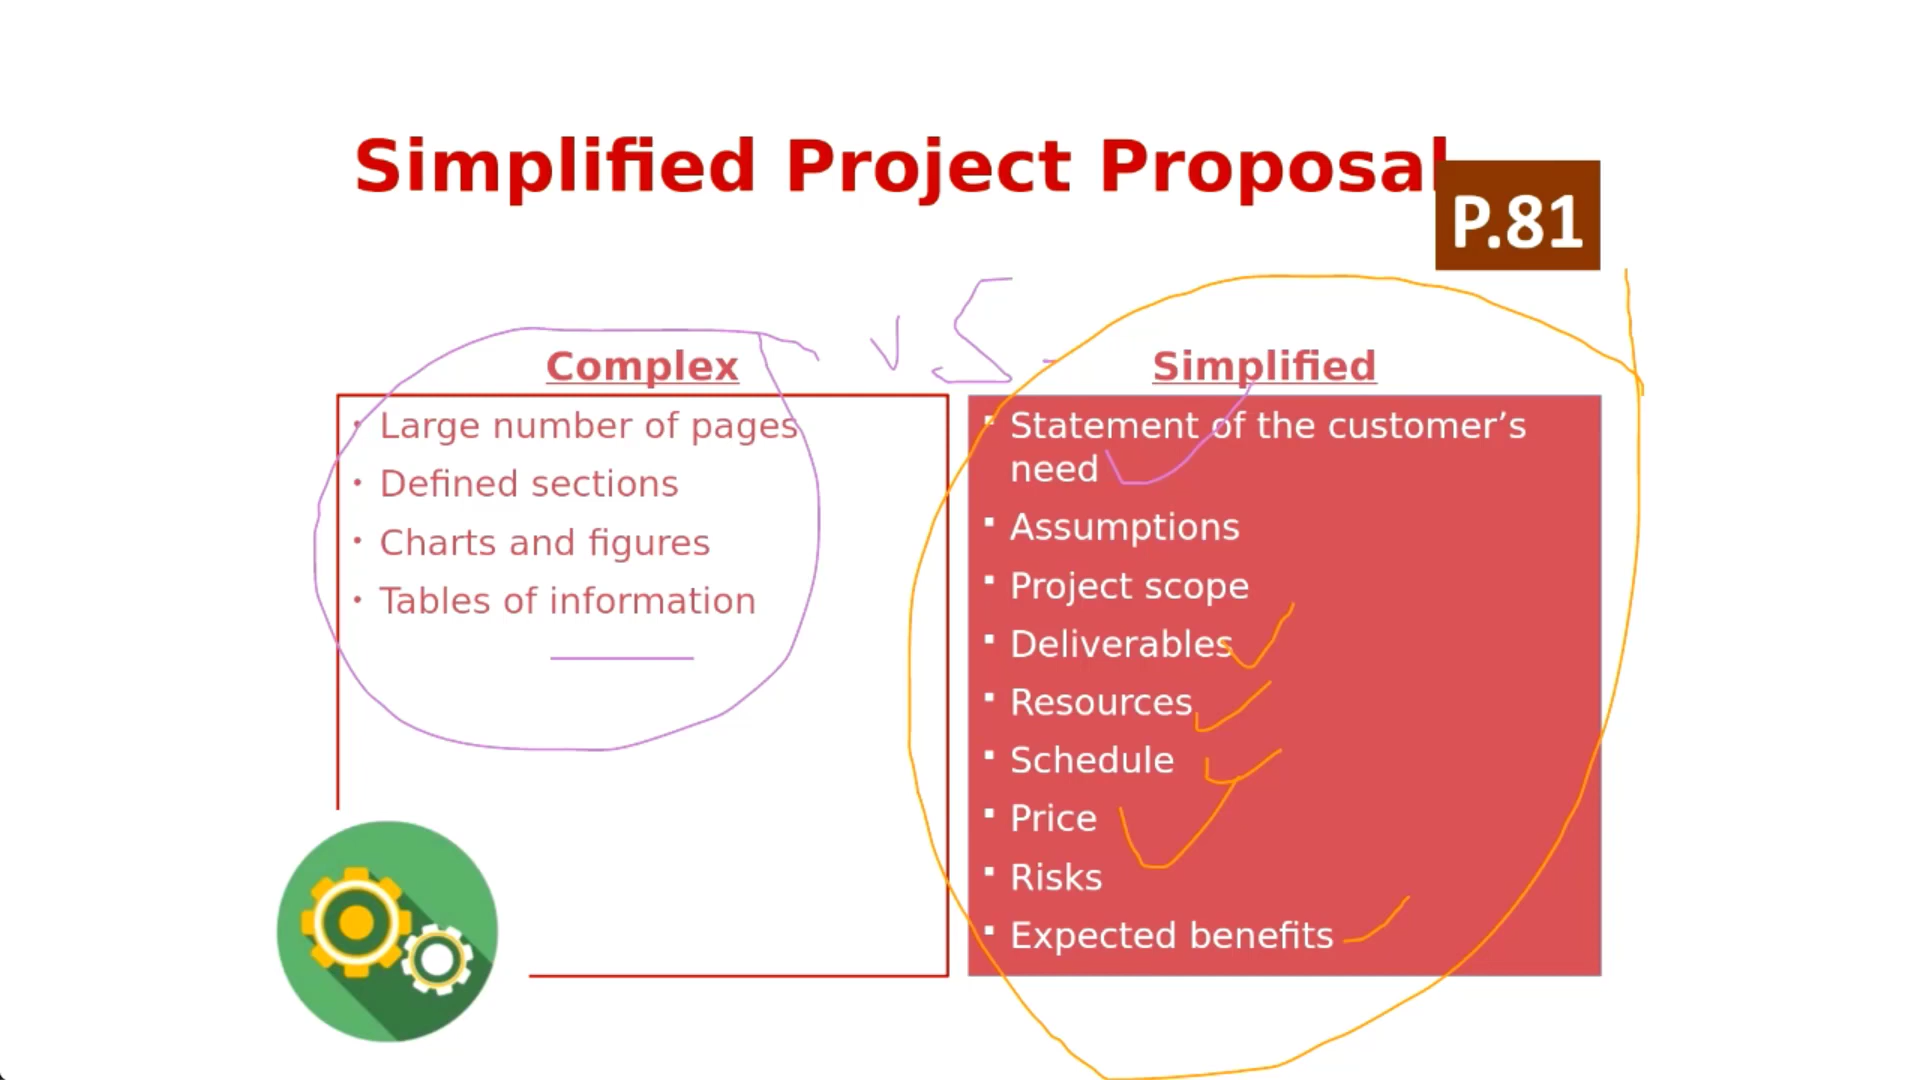 Simplified Project Proposal
P.81
v.S.
Complex
• Large number of pages
• Defined sections
• Charts and figures
• Tables of information
Simplified
▪ Statement of the customer’s
need
▪ Assumptions
▪ Project scope
▪ Deliverables
▪ Resources
▪ Schedule
▪ Price
▪ Risks
▪ Expected benefits